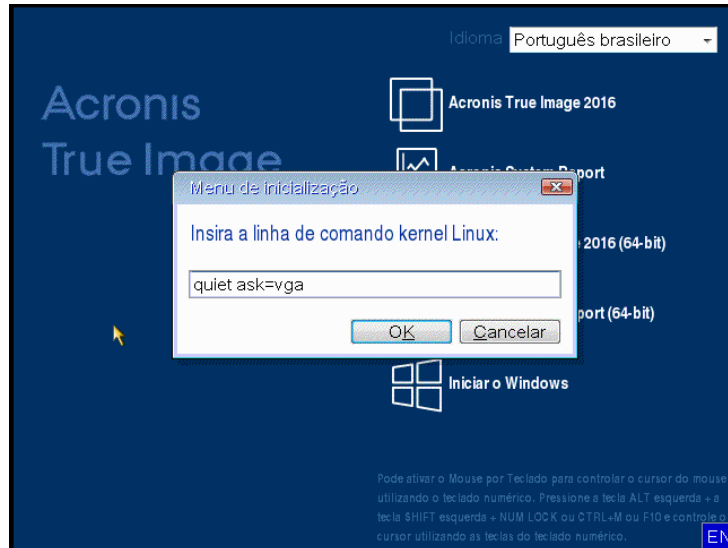 Idioma Português brasileiro
Acronis
True Image
Acronis True Image 2016
Acronis System Report
Menu de inicialização
Insira a linha de comando kernel Linux:
2016 (64-bit)
quiet ask=vga
port (64-bit)
OK Cancelar
Iniciar o Windows
Pode ativar o Mouse por Teclado para controlar o cursor do mouse
utilizando o teclado numérico. Pressione a tecla ALT esquerda + a
tecla SHIFT esquerda + NUM LOCK ou CTRL+M ou F10 e controle o
cursor utilizando as teclas do teclado numérico.
EN